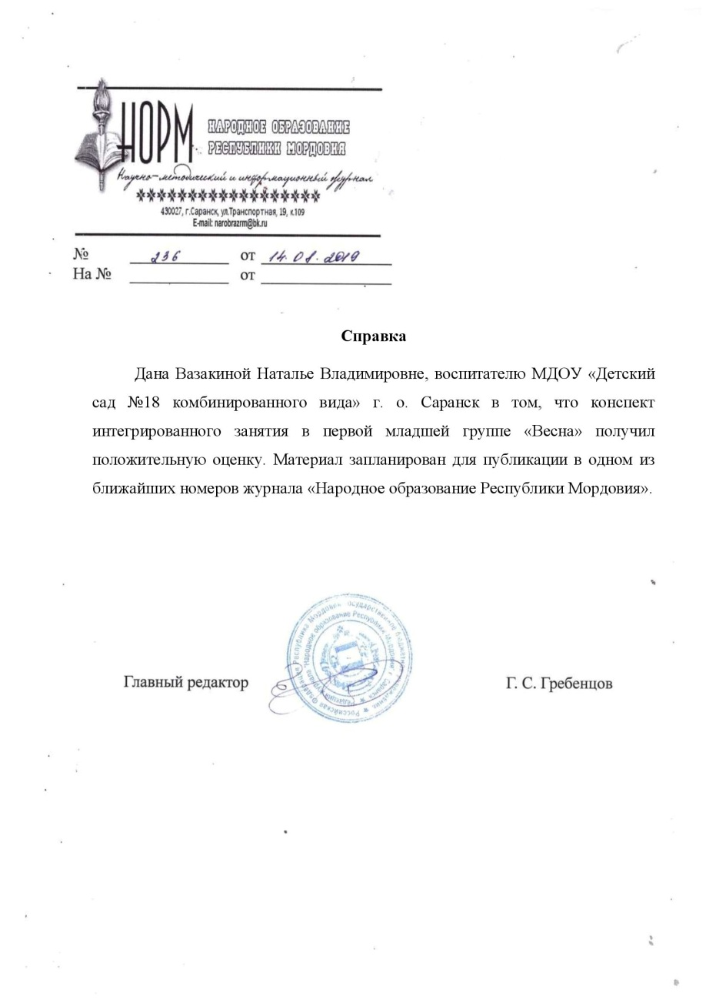 НОРМ
НАРОДНОЕ ОБРАЗОВАНИЕ
РЕСПУБЛИКИ МОРДОВИЯ
Научно-методический и информационный журнал
430027, г.Саранск, ул.Транспортная, 19, к.109
E-mail: narobrazrm@bk.ru
№ 236 от 14.01.2019
На № от
Справка
Дана Вазакиной Наталье Владимировне, воспитателю МДОУ «Детский
сад №18 комбинированного вида» г. о. Саранск в том, что конспект
интегрированного занятия в первой младшей группе «Весна» получил
положительную оценку. Материал запланирован для публикации в одном из
ближайших номеров журнала «Народное образование Республики Мордовия».
Главный редактор
Г. С. Гребенцов